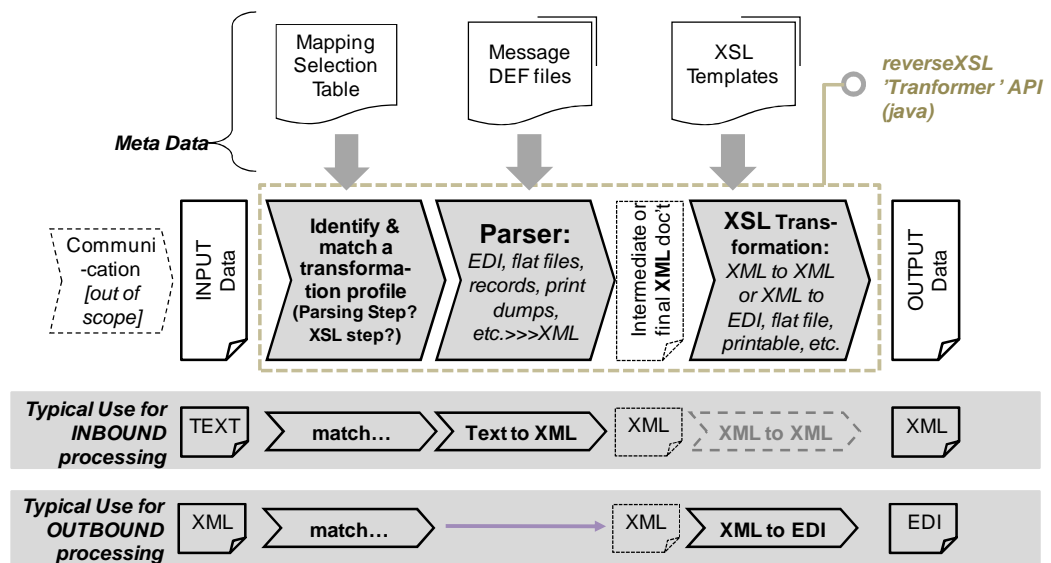 Mapping
Selection
Table
Message
DEF files
XSL
Templates
reverseXSL
’Tranformer ’ API
(java)
Meta Data
Communi
-cation
[out of
scope]
INPUT
Data
Identify &
match a
transforma-
tion profile
(Parsing Step?
XSL step?)
Parser:
EDI, flat files,
records, print
dumps,
etc.>>>XML
Intermediate or
final XML doc't
XSL Trans-
formation:
XML to XML
or XML to
EDI, flat file,
printable, etc.
OUTPUT
Data
Typical Use for
INBOUND
processing
TEXT
match…
Text to XML
XML
XML to XML
XML
Typical Use for
OUTBOUND
processing
XML
match…
XML
XML to EDI
EDI